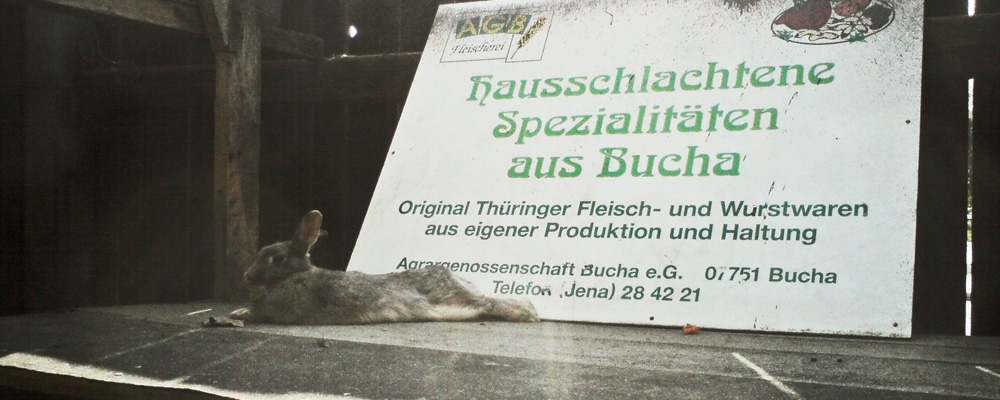 AGB
Fleischerei
Hausschlachtene
Spezialitäten
aus Bucha
Original Thüringer Fleisch- und Wurstwaren
aus eigener Produktion und Haltung
Agrargenossenschaft Bucha e.G. 07751 Bucha
Telefon (Jena) 28 42 21